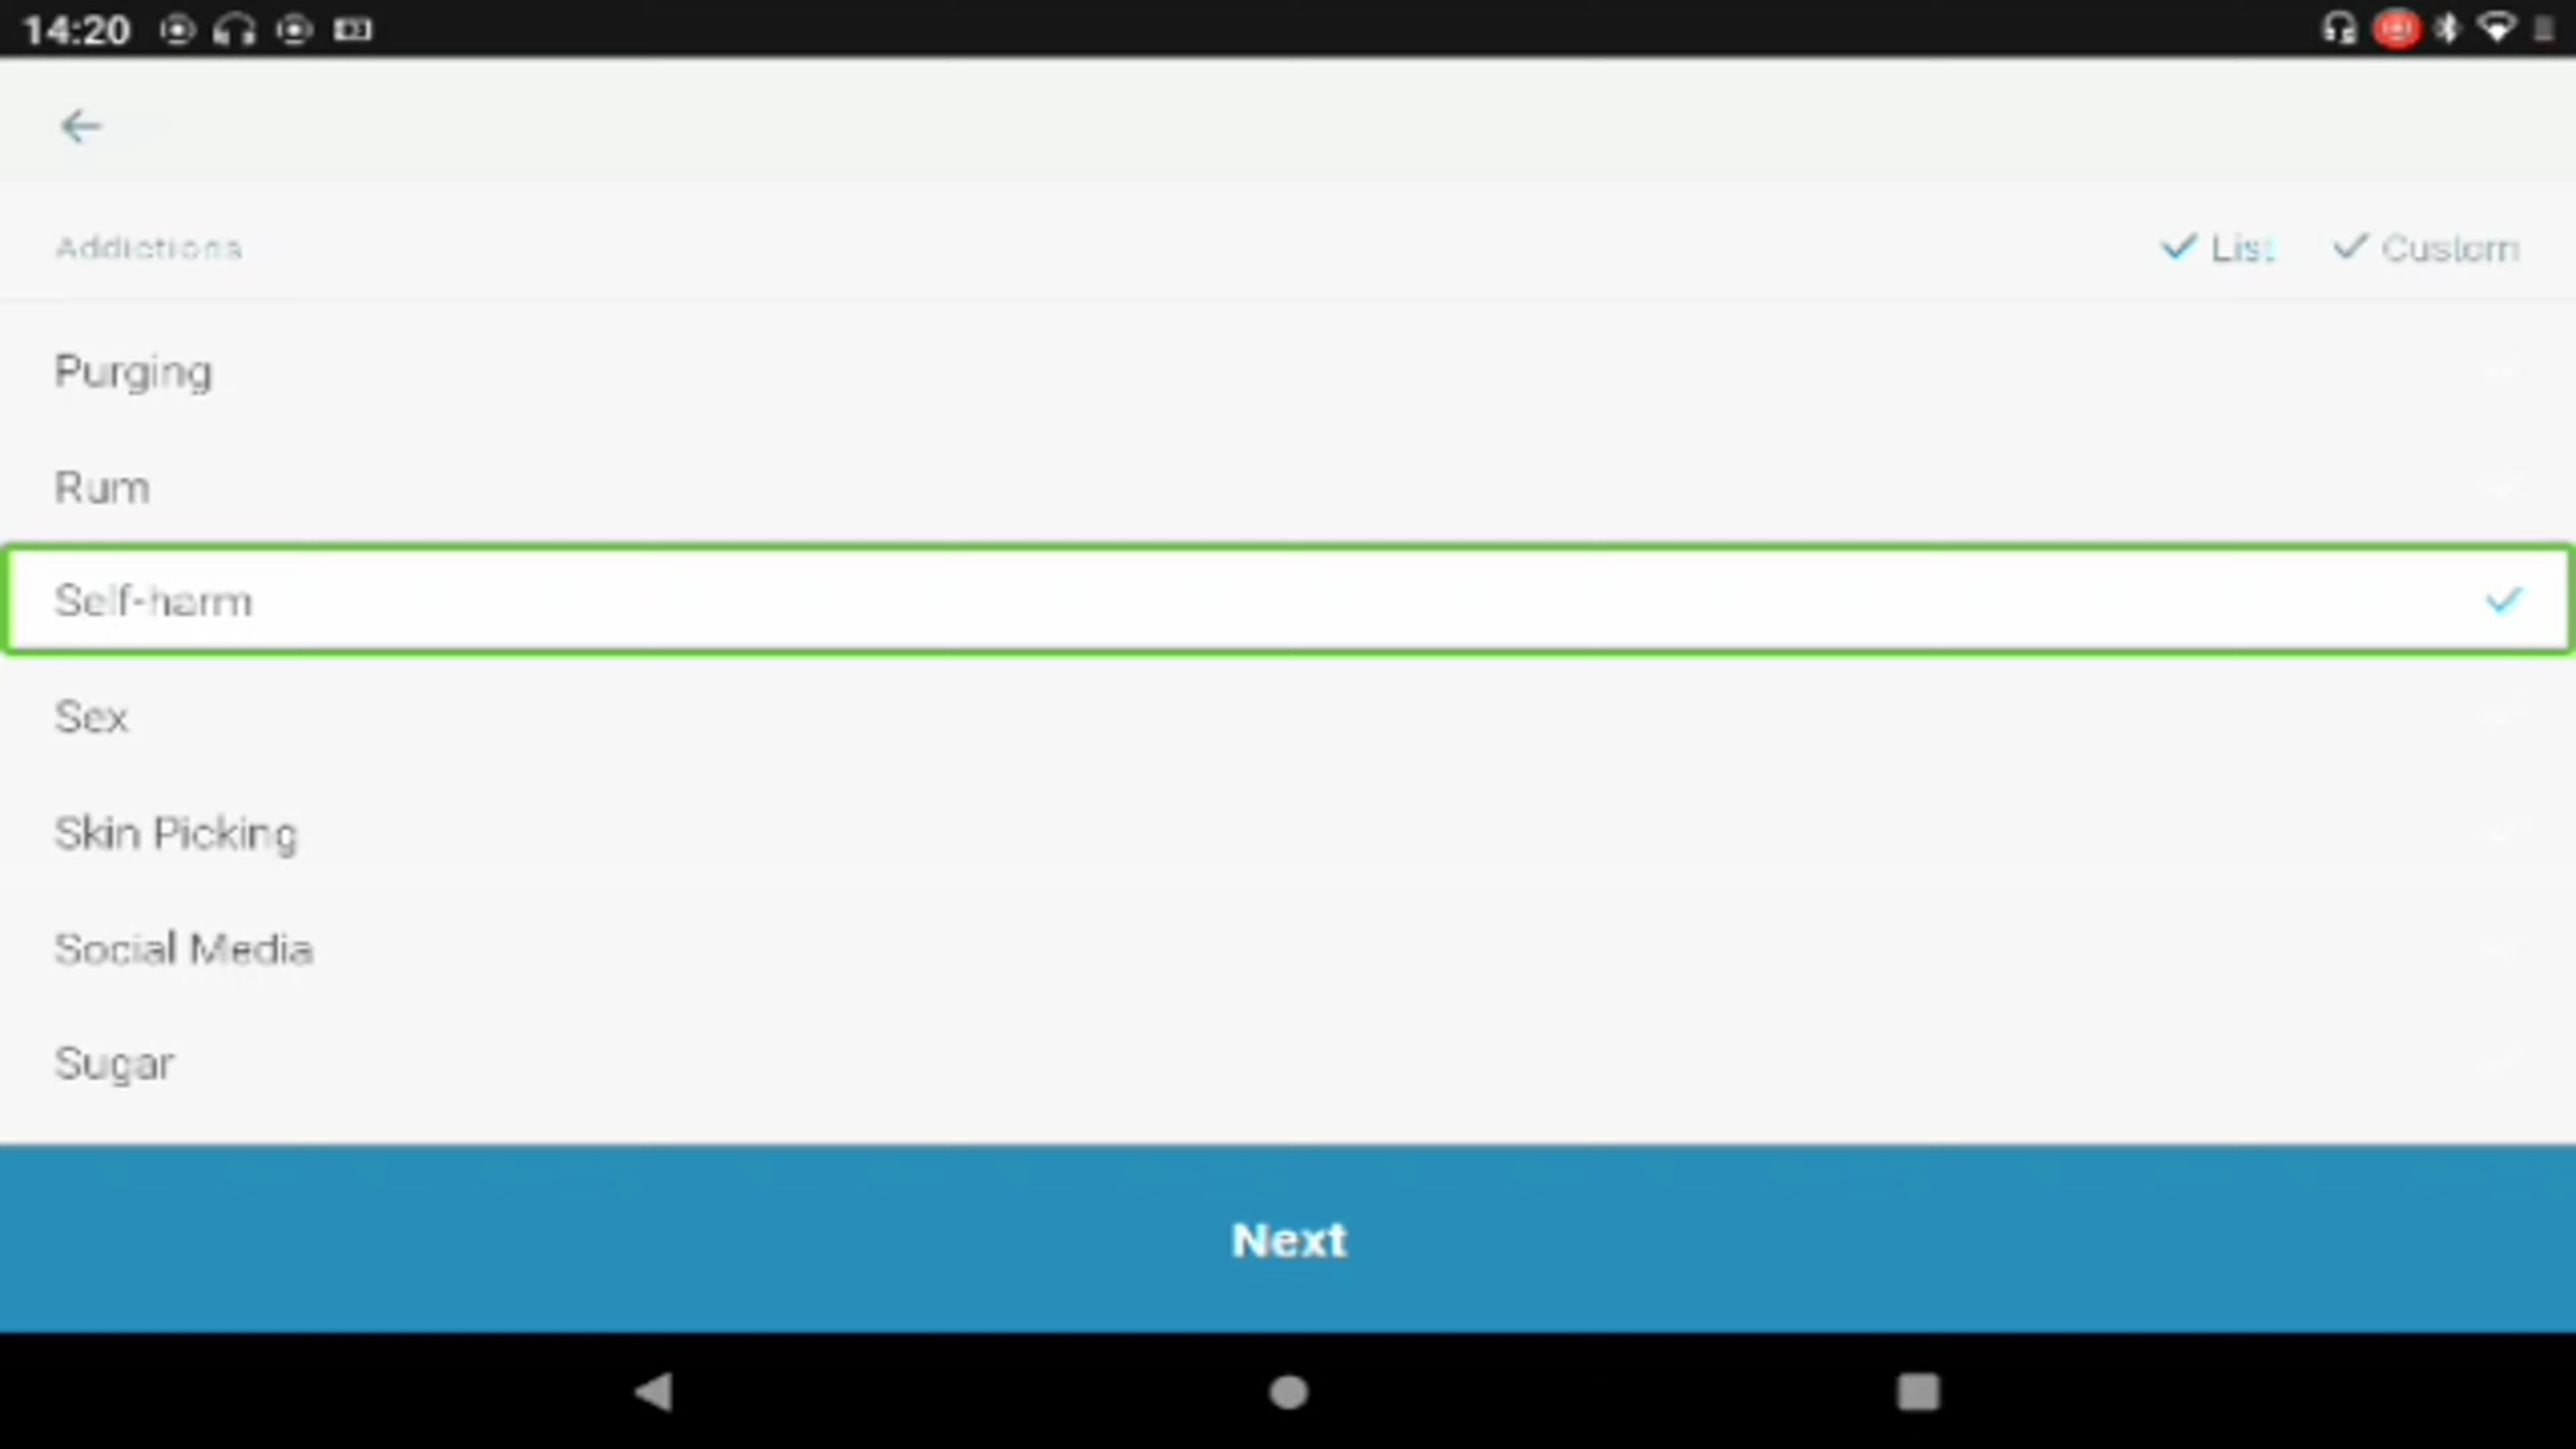 14:20
Addictions
List Custom
Purging
Rum
Self-harm
Sex
Skin Picking
Social Media
Sugar
Next